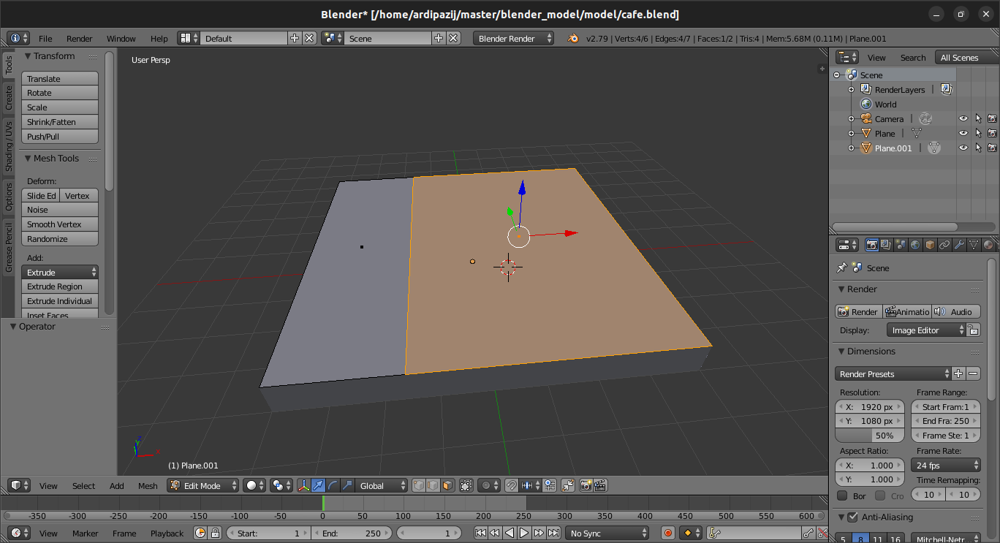 Blender* [/home/ardipazij/master/blender_model/model/cafe.blend]
File Render Window Help Default Scene Blender Render v2.79 | Verts:4/6 | Edges:4/7 | Faces:1/2 | Tris:4 | Mem:5.68M (0.11M) | Plane.001
Tools
Create
Shading / UVs
Options
Grease Pencil
Transform
Translate
Rotate
Scale
Shrink/Fatten
Push/Pull
Mesh Tools
Deform:
Slide Ed Vertex
Noise
Smooth Vertex
Randomize
Add:
Extrude
Extrude Region
Extrude Individual
Inset Faces
Operator
User Persp
(1) Plane.001
View Select Add Mesh Edit Mode Global
-350 -300 -250 -200 -150 -100 -50 0 50 100 150 200 250 300 350 400 450 500 550 600
View Marker Frame Playback Start: 1 End: 250 1 No Sync
View Search All Scenes
Scene
RenderLayers |
World
Camera |
Plane |
Plane.001 |
Scene
Render
Render Animatio Audio
Display: Image Editor
Dimensions
Render Presets
Resolution: Frame Range:
X: 1920 px Start Fram:1
Y: 1080 px End Fra: 250
50% Frame Ste: 1
Aspect Ratio: Frame Rate:
X: 1.000 24 fps
Y: 1.000 Time Remapping:
Bor Cro 10 10
Anti-Aliasing
5 8 11 16 Mitchell-Netr...